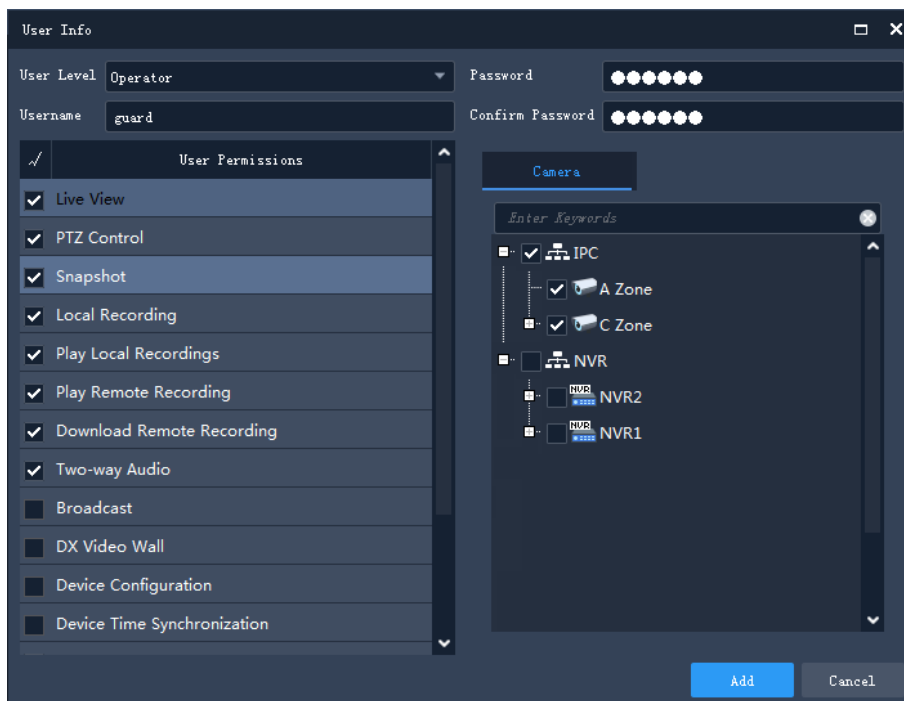 User Info
User Level Operator Password
Username guard Confirm Password
User Permissions
Live View
PTZ Control
Snapshot
Local Recording
Play Local Recordings
Play Remote Recording
Download Remote Recording
Two-way Audio
Broadcast
DX Video Wall
Device Configuration
Device Time Synchronization
Camera
Enter Keywords
IPC
A Zone
C Zone
NVR
NVR NVR2
NVR NVR1
Add Cancel